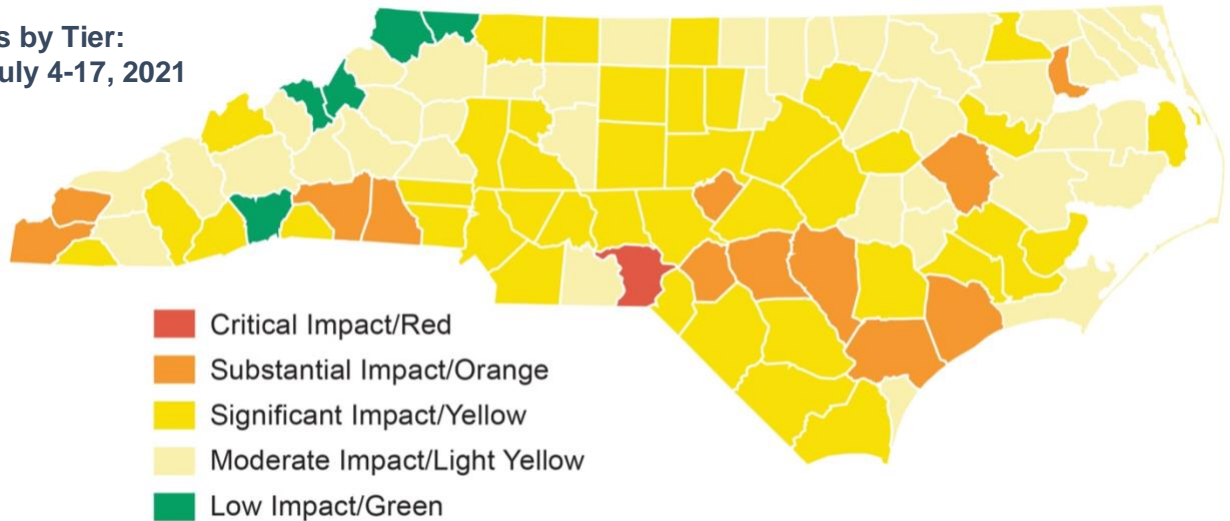 s by Tier:
uly 4-17, 2021
Critical Impact/Red
Substantial Impact/Orange
Significant Impact/Yellow
Moderate Impact/Light Yellow
Low Impact/Green